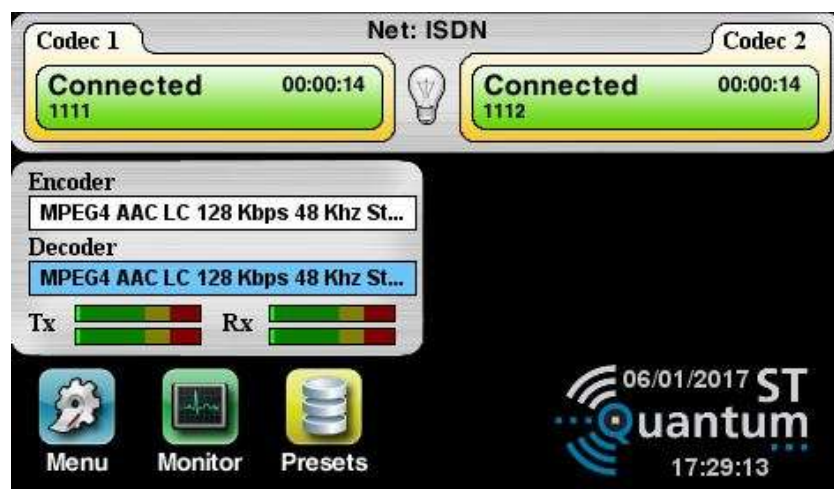 Net: ISDN
Codec 1
Codec 2
Connected 00:00:14
1111
Connected 00:00:14
1112
Encoder
MPEG4 AAC LC 128 Kbps 48 Khz St...
Decoder
MPEG4 AAC LC 128 Kbps 48 Khz St...
Tx Rx
Menu Monitor Presets
06/01/2017 ST
Quantum
17:29:13